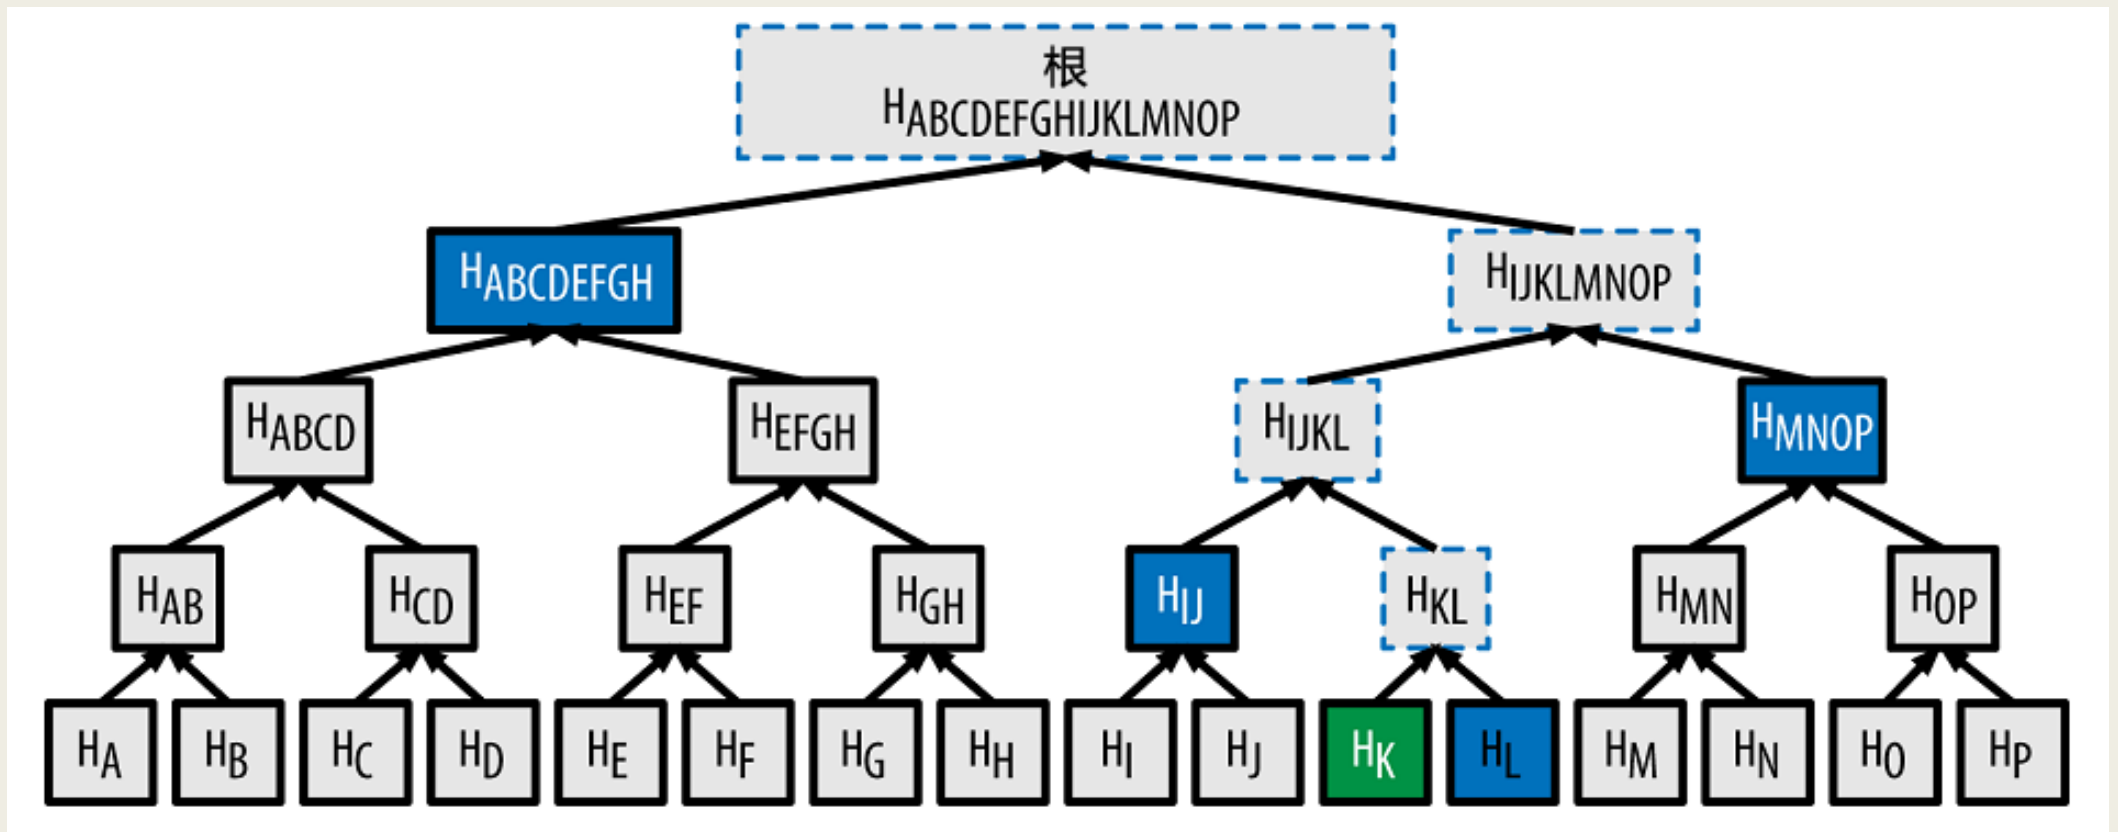 根
HABCDEFGHIJKLMNOP
HABCDEFGH
HIJKLMNOP
HABCD
HEFGH
HIJKL
HMNOP
HAB
HCD
HEF
HGH
HIJ
HKL
HMN
HOP
HA
HB
HC
HD
HE
HF
HG
HH
HI
HJ
HK
HL
HM
HN
HO
HP